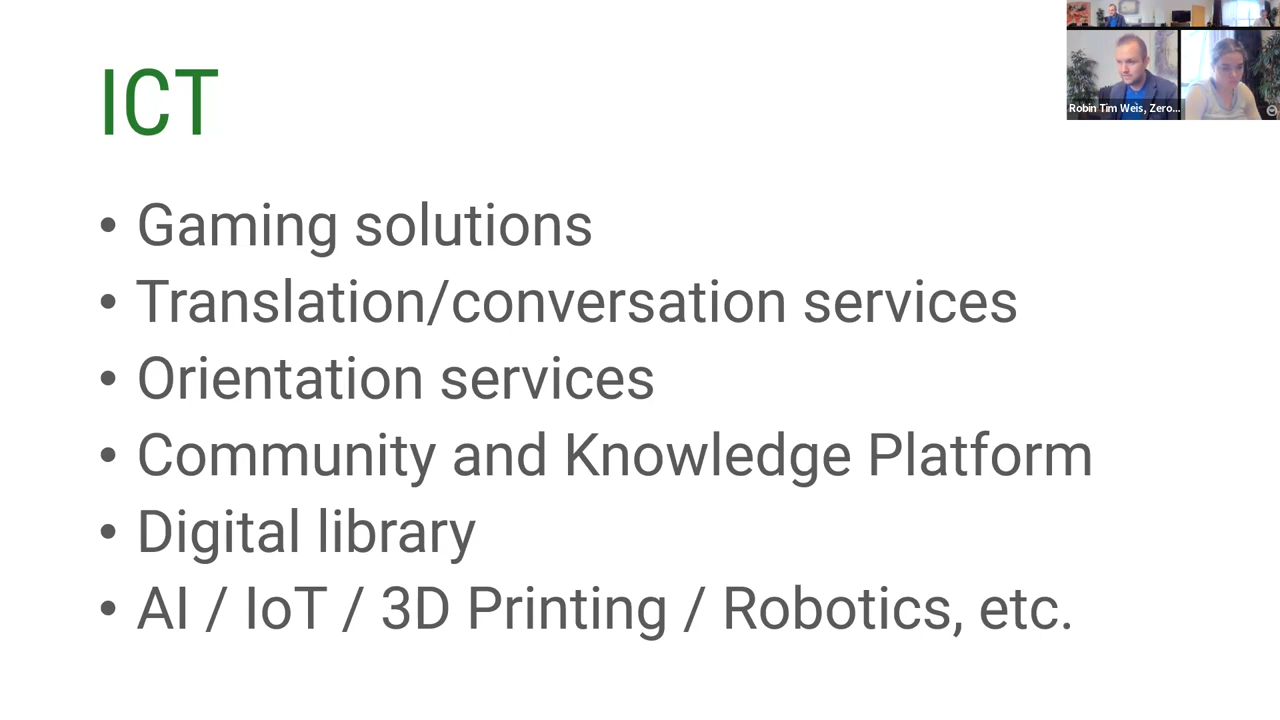 ICT
• Gaming solutions
• Translation/conversation services
• Orientation services
• Community and Knowledge Platform
• Digital library
• AI / IoT / 3D Printing / Robotics, etc.
Robin Tim Weis, Zero...